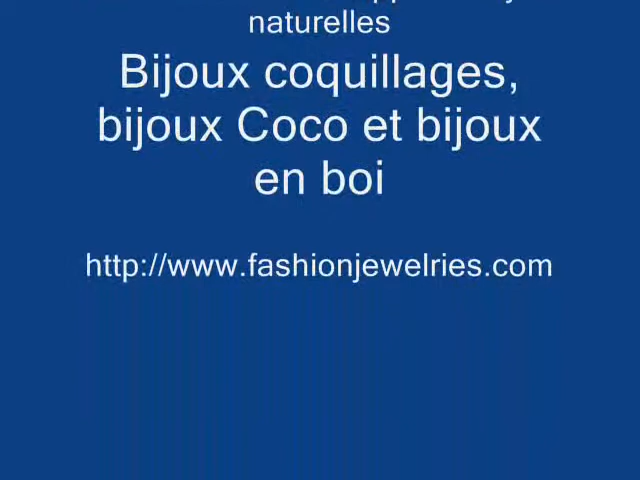 naturelles
Bijoux coquillages,
bijoux Coco et bijoux
en boi
http://www.fashionjewelries.com